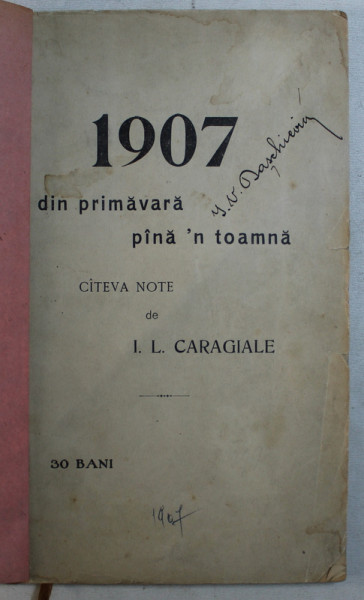 1907
din primăvară
pînă 'n toamnă
CÎTEVA NOTE
de
I. L. CARAGIALE
30 BANI
1907